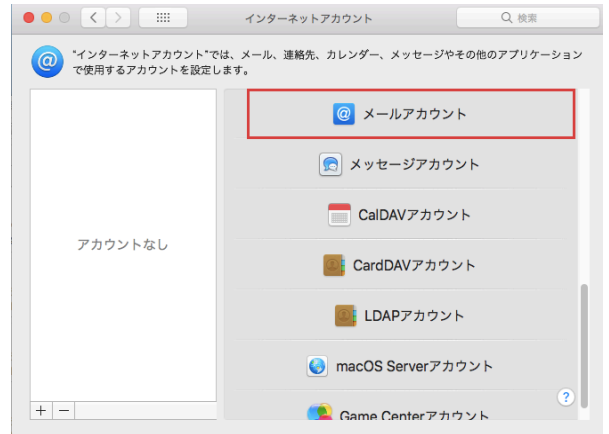 インターネットアカウント
検索
"インターネットアカウント"では、メール、連絡先、カレンダー、メッセージやその他のアプリケーション
で使用するアカウントを設定します。
アカウントなし
メールアカウント
メッセージアカウント
CalDAVアカウント
CardDAVアカウント
LDAPアカウント
macOS Serverアカウント
Game Centerアカウント